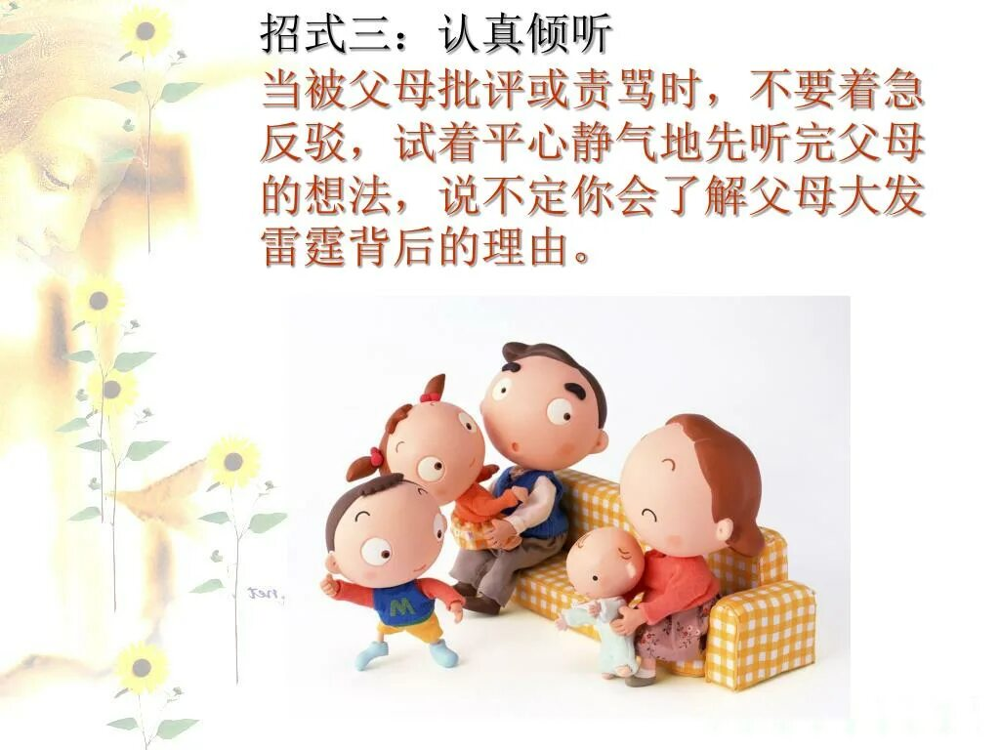 招式三：认真倾听
当被父母批评或责骂时，不要着急
反驳，试着平心静气地先听完父母
的想法，说不定你会了解父母大发
雷霆背后的理由。
M
.net